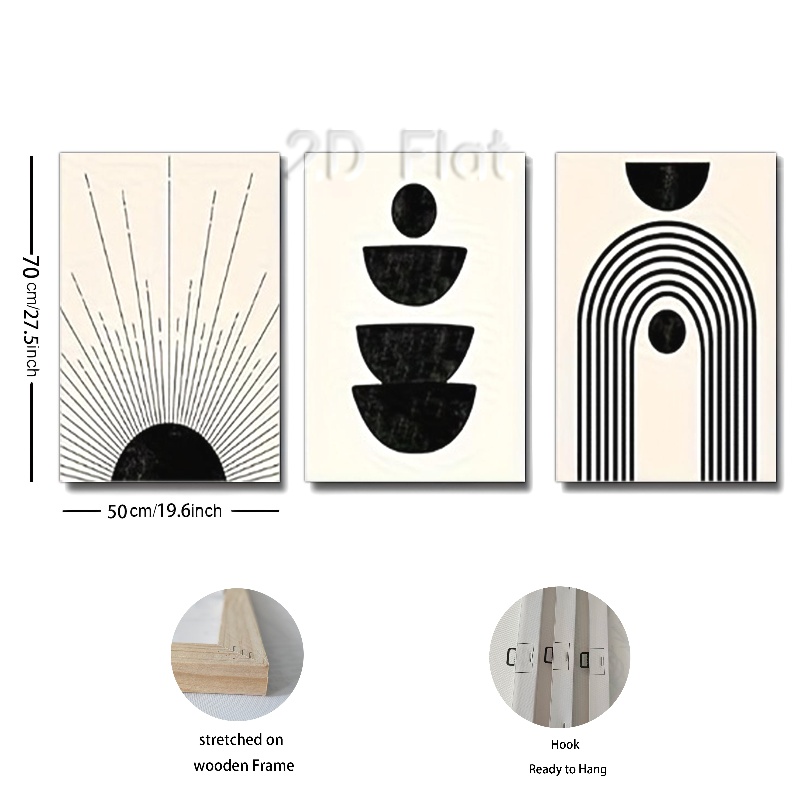 2D Flat
70 cm/27.5inch
50cm/19.6inch
stretched on
wooden Frame
Hook
Ready to Hang